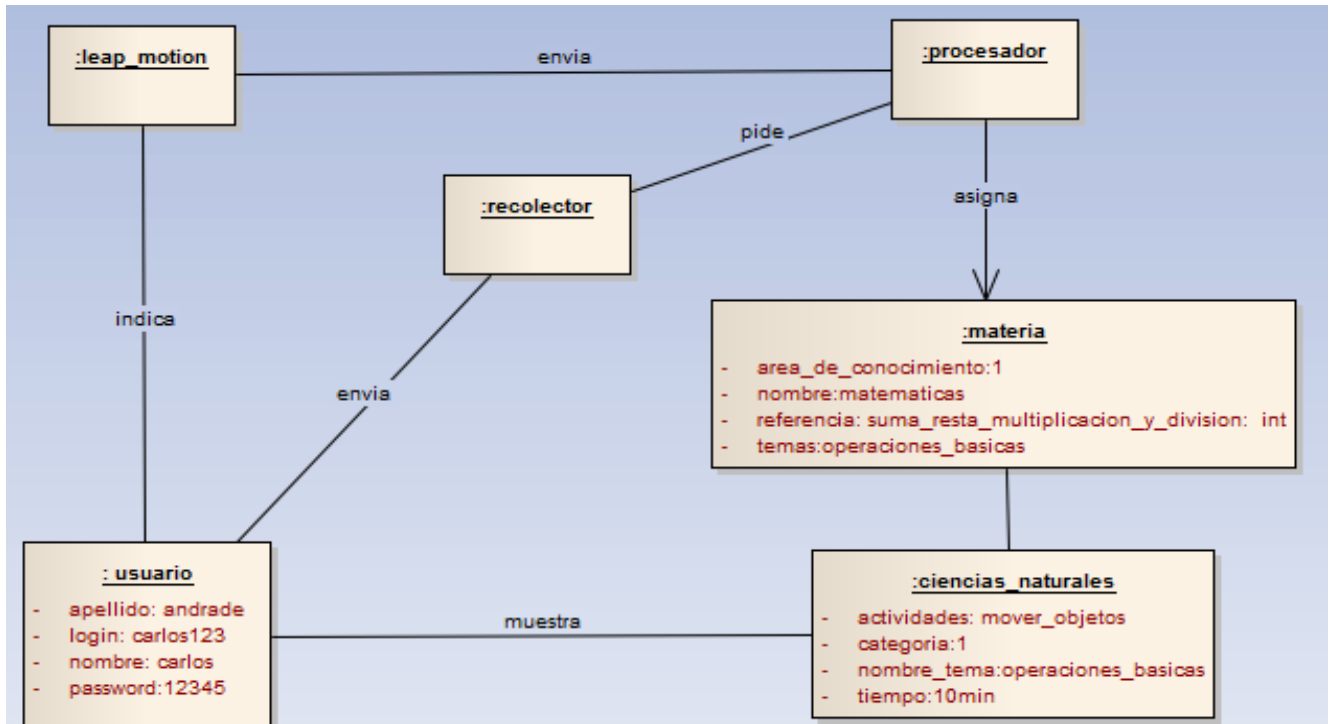 :leap_motion
envia
:procesador
pide
:recolector
asigna
indica
:materia
- area_de_conocimiento:1
- nombre:matematicas
- referencia: suma_resta_multiplicacion_y_division: int
- temas:operaciones_basicas
envia
: usuario
- apellido: andrade
- login: carlos123
- nombre: carlos
- password:12345
muestra
:ciencias_naturales
- actividades: mover_objetos
- categoria:1
- nombre_tema:operaciones_basicas
- tiempo:10min